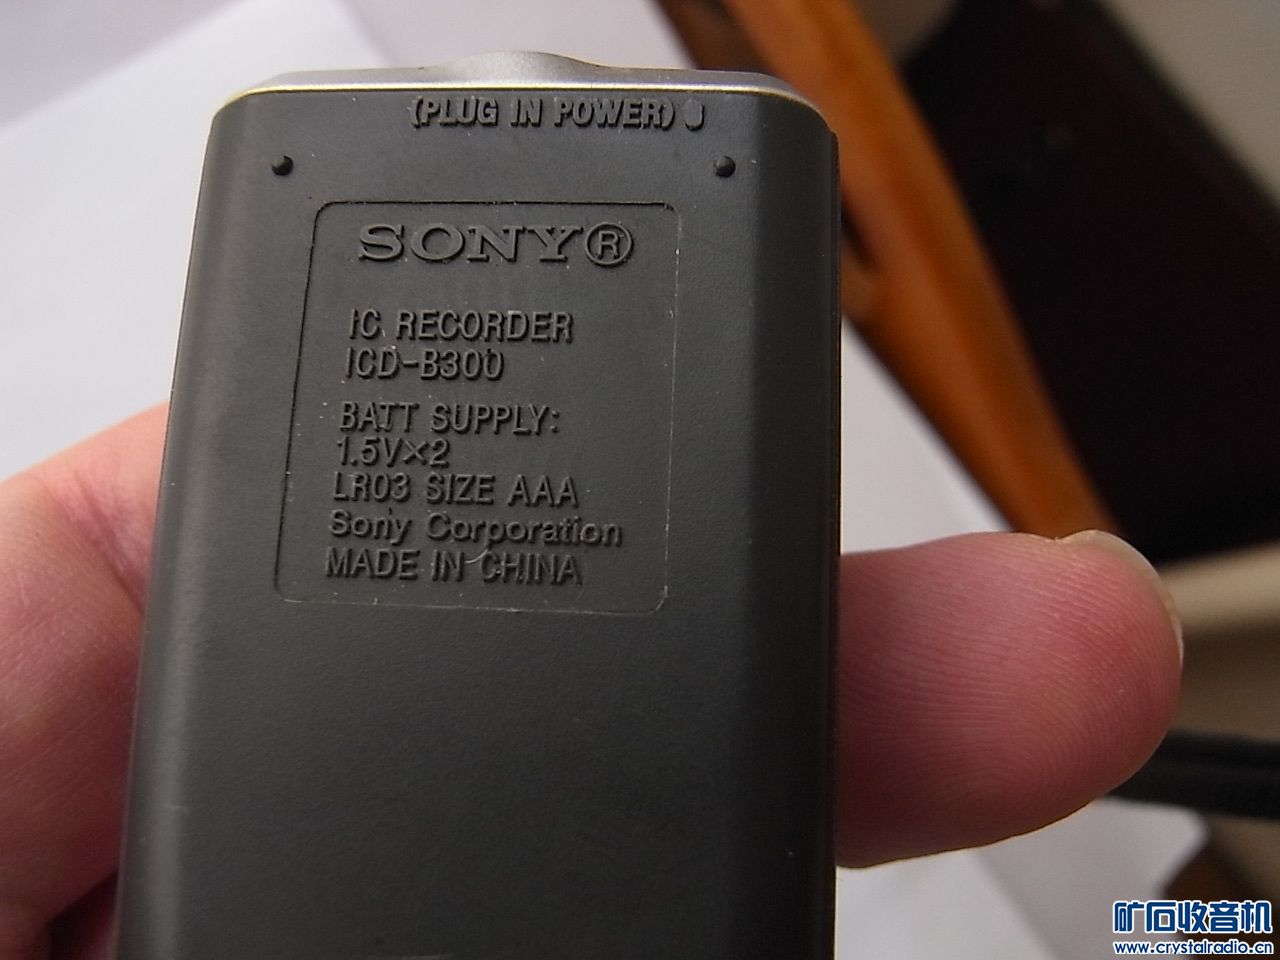 (PLUG IN POWER)
SONY®
IC RECORDER
ICD-B300
BATT SUPPLY:
1.5V×2
LR03 SIZE AAA
Sony Corporation
MADE IN CHINA
矿石收音机
www.crystalradio.cn